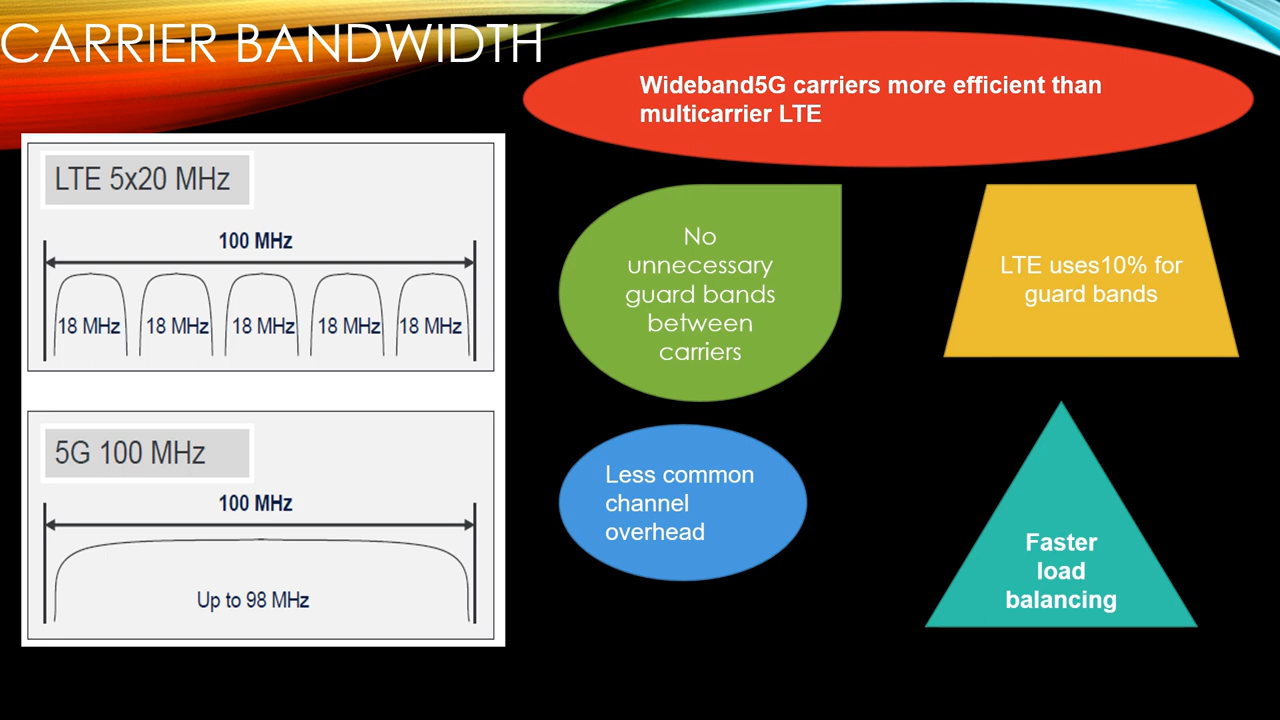 CARRIER BANDWIDTH
Wideband5G carriers more efficient than
multicarrier LTE
LTE 5x20 MHz
100 MHz
18 MHz 18 MHz 18 MHz 18 MHz 18 MHz
5G 100 MHz
100 MHz
Up to 98 MHz
No
unnecessary
guard bands
between
carriers
LTE uses10% for
guard bands
Less common
channel
overhead
Faster
load
balancing